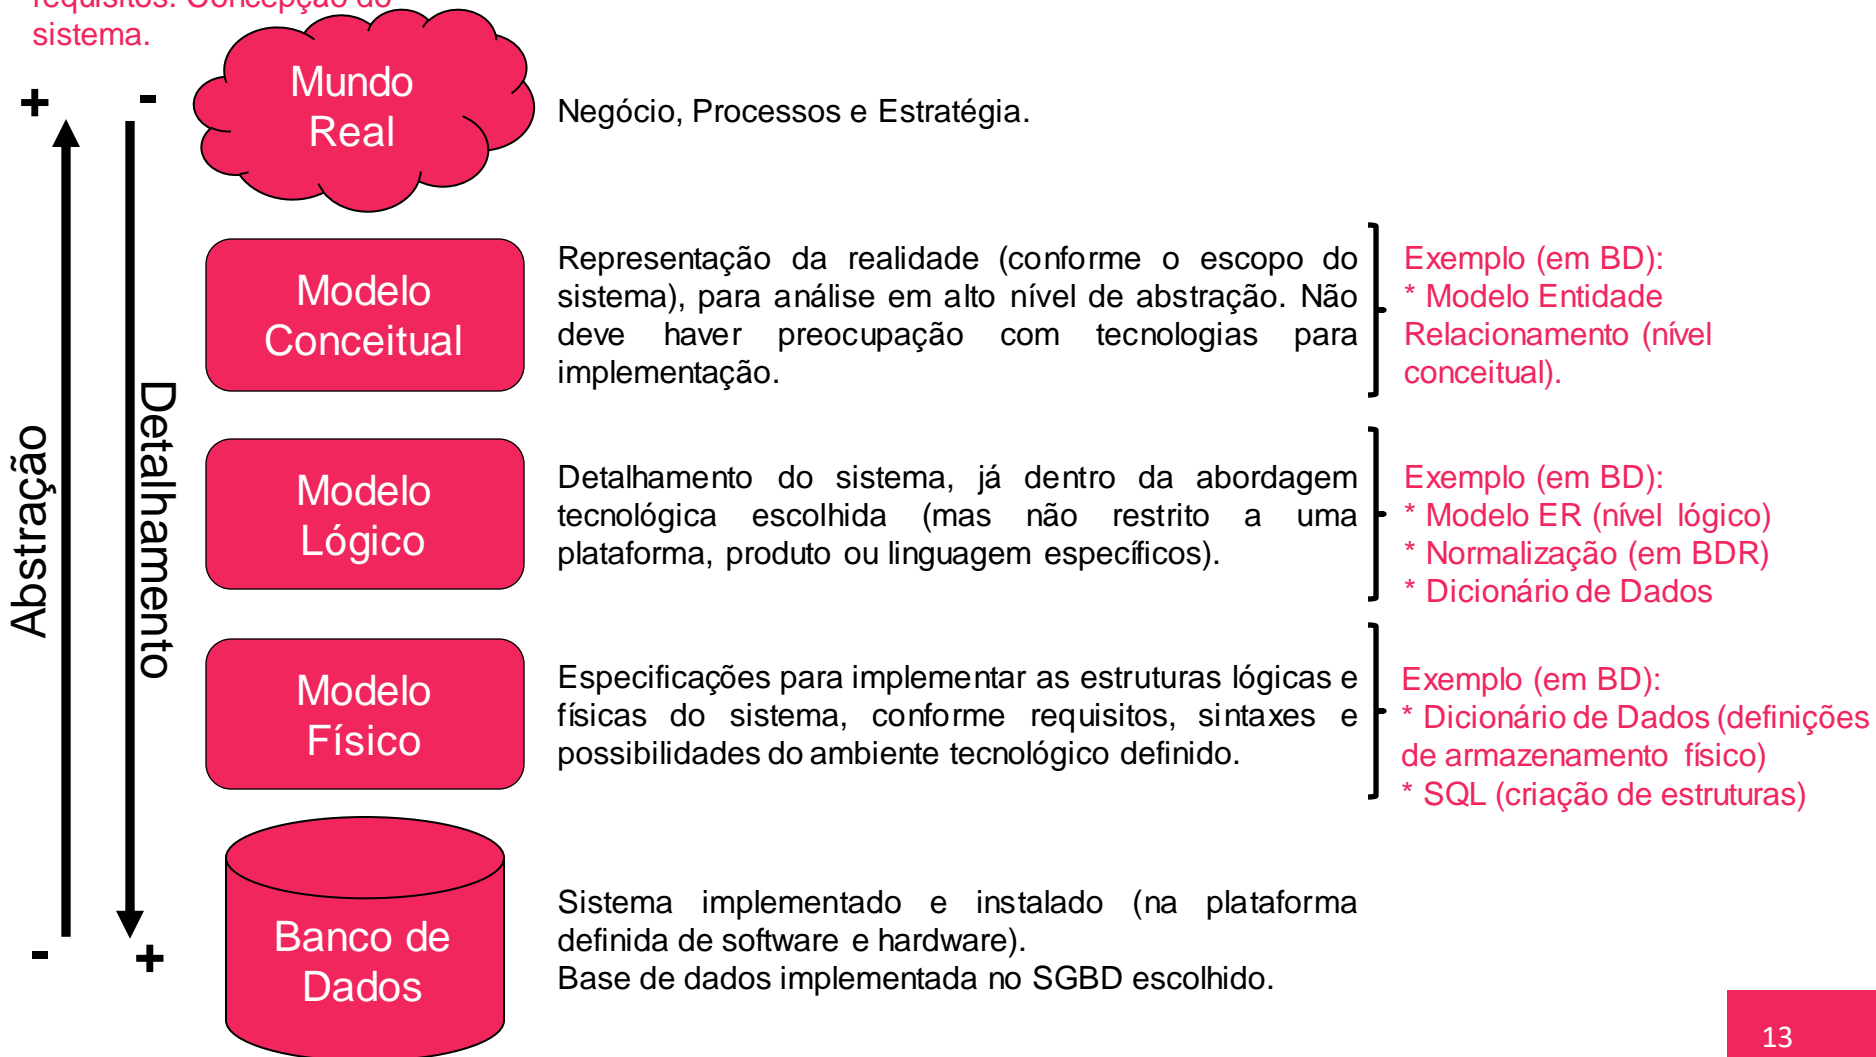 requisitos. Concepção do
sistema.
+ -
Mundo
Real
Negócio, Processos e Estratégia.
Modelo
Conceitual
Representação da realidade (conforme o escopo do
sistema), para análise em alto nível de abstração. Não
deve haver preocupação com tecnologias para
implementação.
Exemplo (em BD):
* Modelo Entidade
Relacionamento (nível
conceitual).
Abstração
Detalhamento
Modelo
Lógico
Detalhamento do sistema, já dentro da abordagem
tecnológica escolhida (mas não restrito a uma
plataforma, produto ou linguagem específicos).
Exemplo (em BD):
* Modelo ER (nível lógico)
* Normalização (em BDR)
* Dicionário de Dados
Modelo
Físico
Especificações para implementar as estruturas lógicas e
físicas do sistema, conforme requisitos, sintaxes e
possibilidades do ambiente tecnológico definido.
Exemplo (em BD):
* Dicionário de Dados (definições
de armazenamento físico)
* SQL (criação de estruturas)
- +
Banco de
Dados
Sistema implementado e instalado (na plataforma
definida de software e hardware).
Base de dados implementada no SGBD escolhido.
13